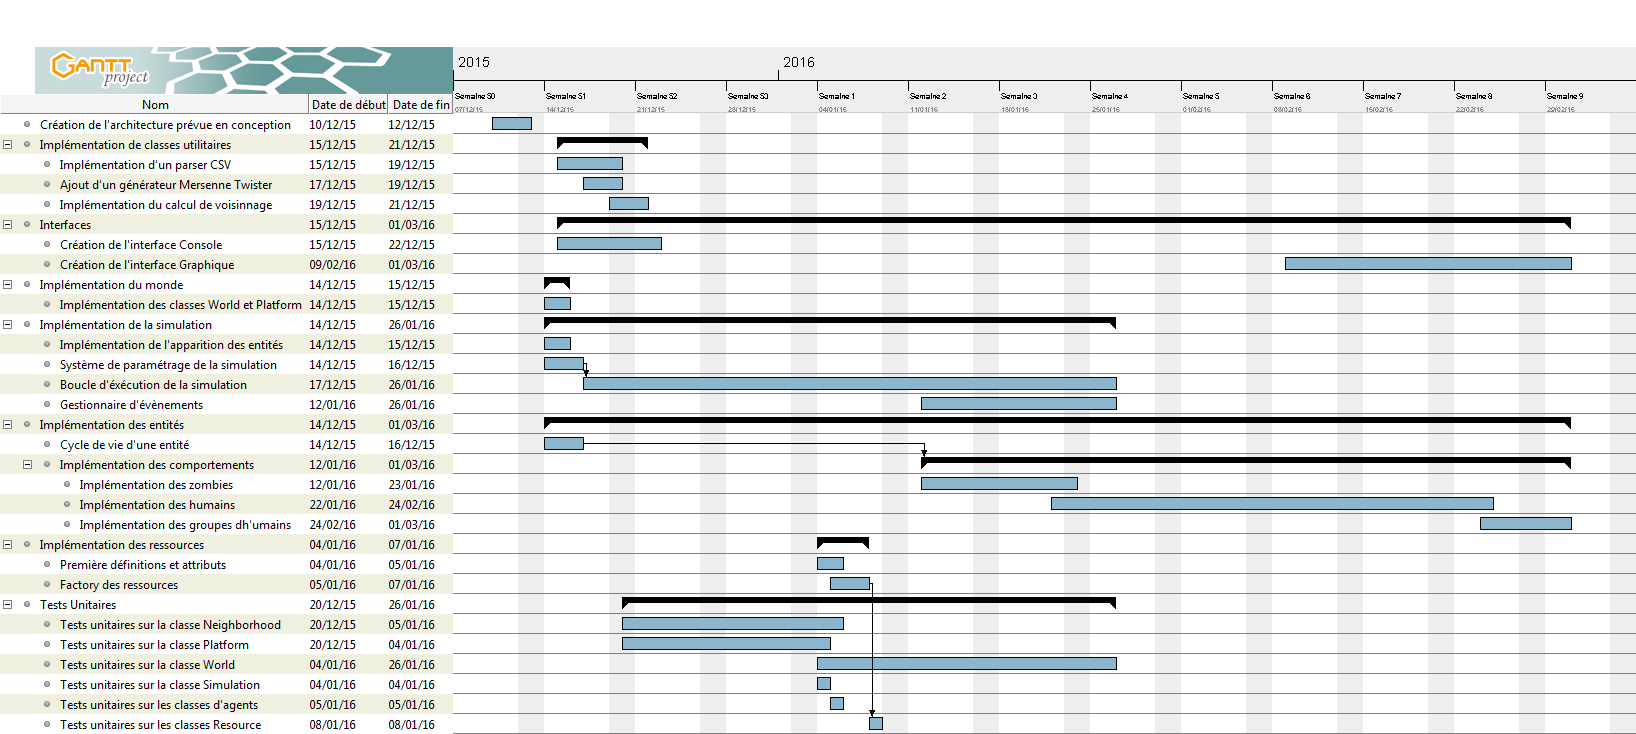 GANTT
project
2015
2016
Nom
Date de début
Date de fin
Semaine 50
Semaine 51
Semaine 52
Semaine 53
Semaine 1
Semaine 2
Semaine 3
Semaine 4
Semaine 5
Semaine 6
Semaine 7
Semaine 8
Semaine 9
07/12/15
14/12/15
21/12/15
28/12/15
04/01/16
11/01/16
18/01/16
25/01/16
01/02/16
08/02/16
15/02/16
22/02/16
29/02/16
Création de l'architecture prévue en conception 10/12/15 12/12/15
Implémentation de classes utilitaires 15/12/15 21/12/15
Implémentation d'un parser CSV 15/12/15 19/12/15
Ajout d'un générateur Mersenne Twister 17/12/15 19/12/15
Implémentation du calcul de voisinnage 19/12/15 21/12/15
Interfaces 15/12/15 01/03/16
Création de l'interface Console 15/12/15 22/12/15
Création de l'interface Graphique 09/02/16 01/03/16
Implémentation du monde 14/12/15 15/12/15
Implémentation des classes World et Platform 14/12/15 15/12/15
Implémentation de la simulation 14/12/15 26/01/16
Implémentation de l'apparition des entités 14/12/15 15/12/15
Système de paramétrage de la simulation 14/12/15 16/12/15
Boucle d'éxécution de la simulation 17/12/15 26/01/16
Gestionnaire d'évènements 12/01/16 26/01/16
Implémentation des entités 14/12/15 01/03/16
Cycle de vie d'une entité 14/12/15 16/12/15
Implémentation des comportements 12/01/16 01/03/16
Implémentation des zombies 12/01/16 23/01/16
Implémentation des humains 22/01/16 24/02/16
Implémentation des groupes dh'umains 24/02/16 01/03/16
Implémentation des ressources 04/01/16 07/01/16
Première définitions et attributs 04/01/16 05/01/16
Factory des ressources 05/01/16 07/01/16
Tests Unitaires 20/12/15 26/01/16
Tests unitaires sur la classe Neighborhood 20/12/15 05/01/16
Tests unitaires sur la classe Platform 20/12/15 04/01/16
Tests unitaires sur la classe World 04/01/16 26/01/16
Tests unitaires sur la classe Simulation 04/01/16 04/01/16
Tests unitaires sur les classes d'agents 05/01/16 05/01/16
Tests unitaires sur les classes Resource 08/01/16 08/01/16